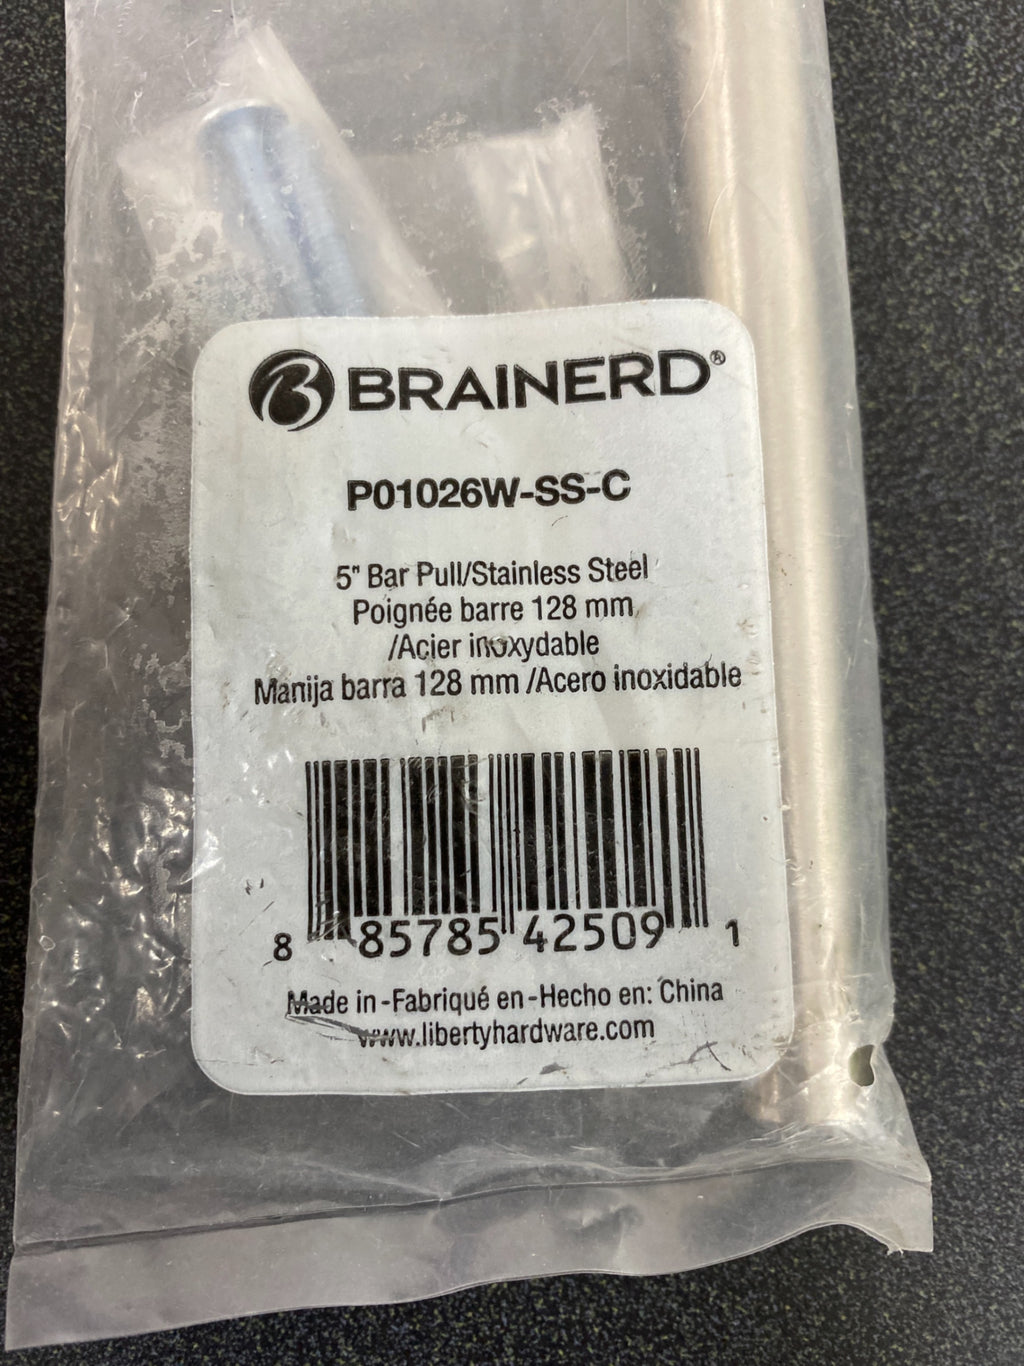 BRAINERD®
P01026W-SS-C
5" Bar Pull/Stainless Steel
Poignée barre 128 mm
/Acier inoxydable
Manija barra 128 mm /Acero inoxidable
8 85785 42509 1
Made in -Fabriqué en -Hecho en: China
www.libertyhardware.com